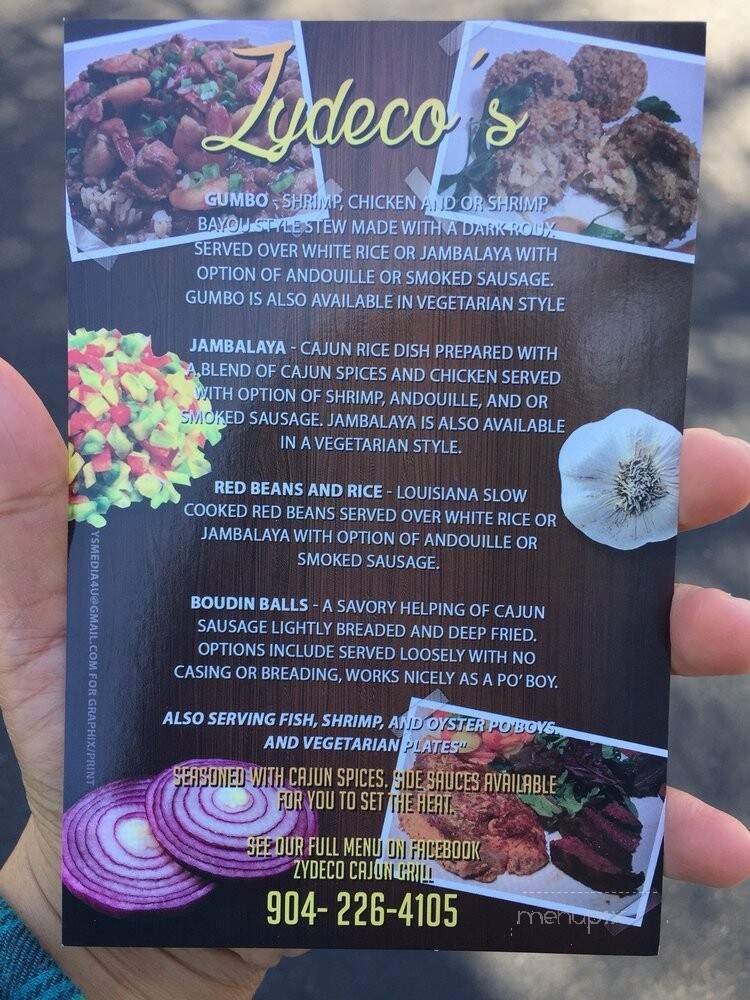 Zydeco's
GUMBO - SHRIMP, CHICKEN AND OR SHRIMP
BAYOU STYLE STEW MADE WITH A DARK ROUX
SERVED OVER WHITE RICE OR JAMBALAYA WITH
OPTION OF ANDOUILLE OR SMOKED SAUSAGE.
GUMBO IS ALSO AVAILABLE IN VEGETARIAN STYLE
JAMBALAYA - CAJUN RICE DISH PREPARED WITH
A BLEND OF CAJUN SPICES AND CHICKEN SERVED
WITH OPTION OF SHRIMP, ANDOUILLE, AND OR
SMOKED SAUSAGE. JAMBALAYA IS ALSO AVAILABLE
IN A VEGETARIAN STYLE.
RED BEANS AND RICE - LOUISIANA SLOW
COOKED RED BEANS SERVED OVER WHITE RICE OR
JAMBALAYA WITH OPTION OF ANDOUILLE OR
SMOKED SAUSAGE.
BOUDIN BALLS - A SAVORY HELPING OF CAJUN
SAUSAGE LIGHTLY BREADED AND DEEP FRIED.
OPTIONS INCLUDE SERVED LOOSELY WITH NO
CASING OR BREADING, WORKS NICELY AS A PO' BOY.
ALSO SERVING FISH, SHRIMP, AND OYSTER PO'BOYS.
AND VEGETARIAN PLATES"
SEASONED WITH CAJUN SPICES. SIDE SAUCES AVAILABLE
FOR YOU TO SET THE HEAT.
SEE OUR FULL MENU ON FACEBOOK
ZYDECO CAJUN GRILL
904- 226-4105
YSMEDIA4U@GMAIL.COM FOR GRAPHIX/PRINT
menupix